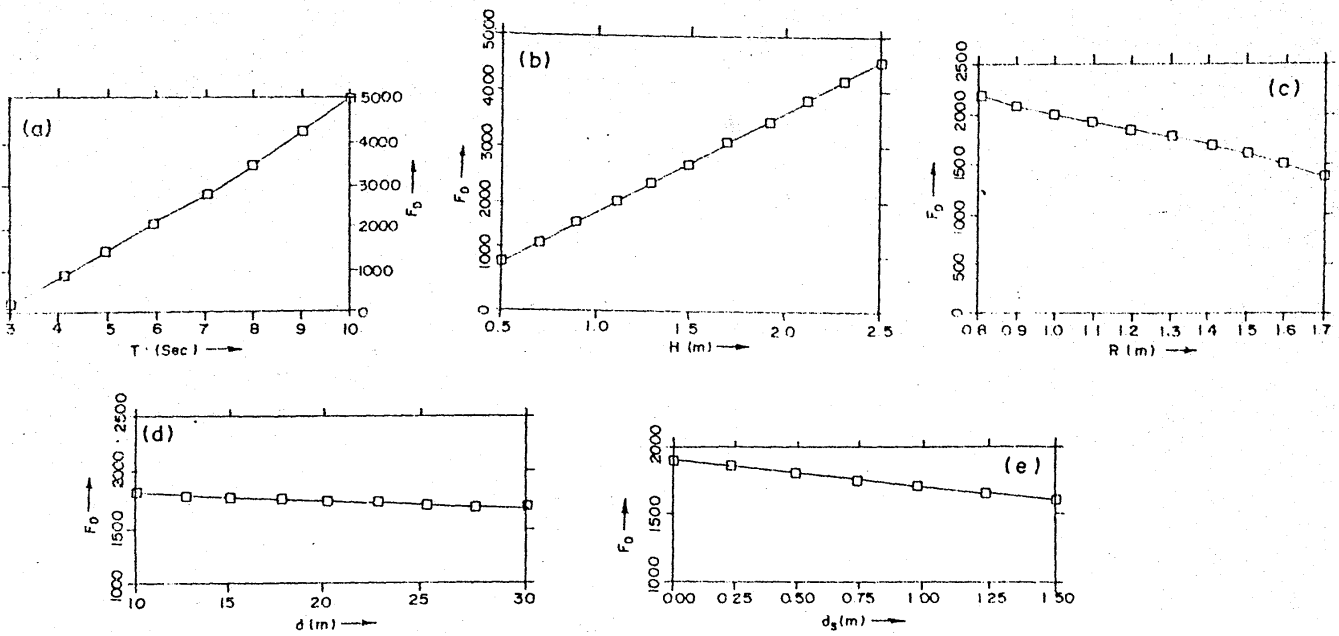 (a)
5000
4000
3000
2000
1000
0
F_D
3 4 5 6 7 8 9 10
T (Sec)
(b)
5000
4000
3000
2000
1000
0
F_D
0.5 1.0 1.5 2.0 2.5
H (m)
(c)
2500
2000
1500
1000
500
0
F_D
0.8 0.9 1.0 1.1 1.2 1.3 1.4 1.5 1.6 1.7
R (m)
(d)
2500
2000
1500
1000
F_D
10 15 20 25 30
d (m)
(e)
2000
1500
1000
F_D
0.00 0.25 0.50 0.75 1.00 1.25 1.50
d_s (m)